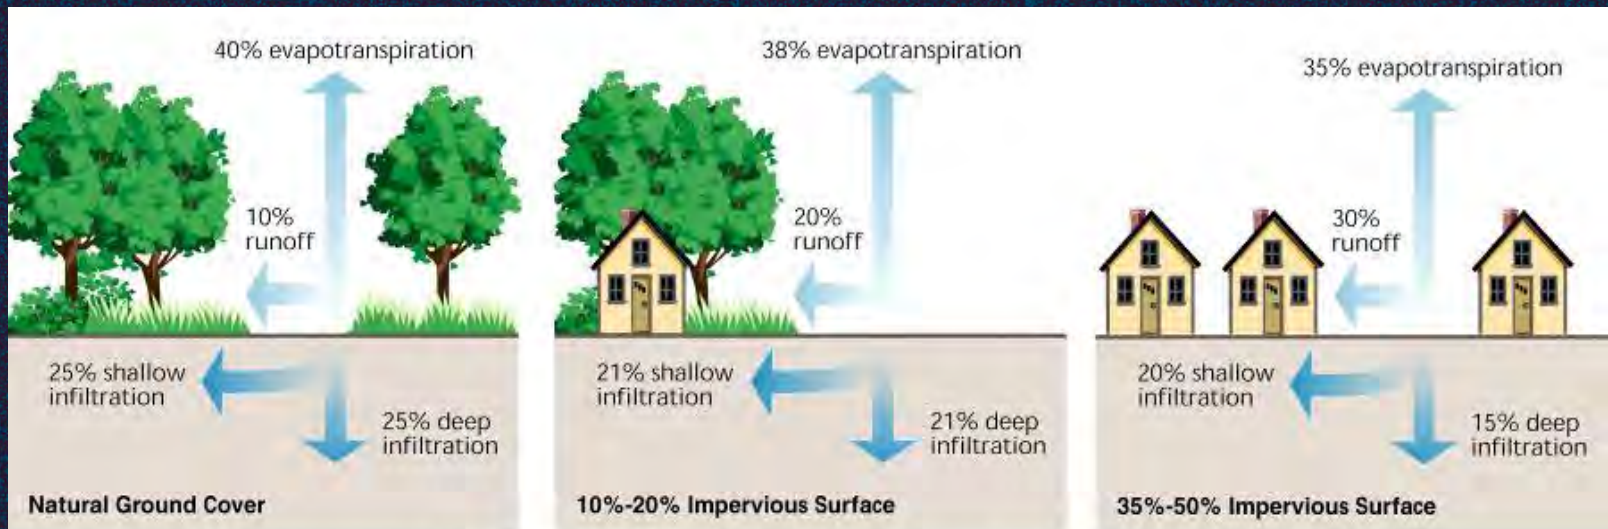 40% evapotranspiration
10%
runoff
25% shallow
infiltration
25% deep
infiltration
Natural Ground Cover
38% evapotranspiration
20%
runoff
21% shallow
infiltration
21% deep
infiltration
10%-20% Impervious Surface
35% evapotranspiration
30%
runoff
20% shallow
infiltration
15% deep
infiltration
35%-50% Impervious Surface